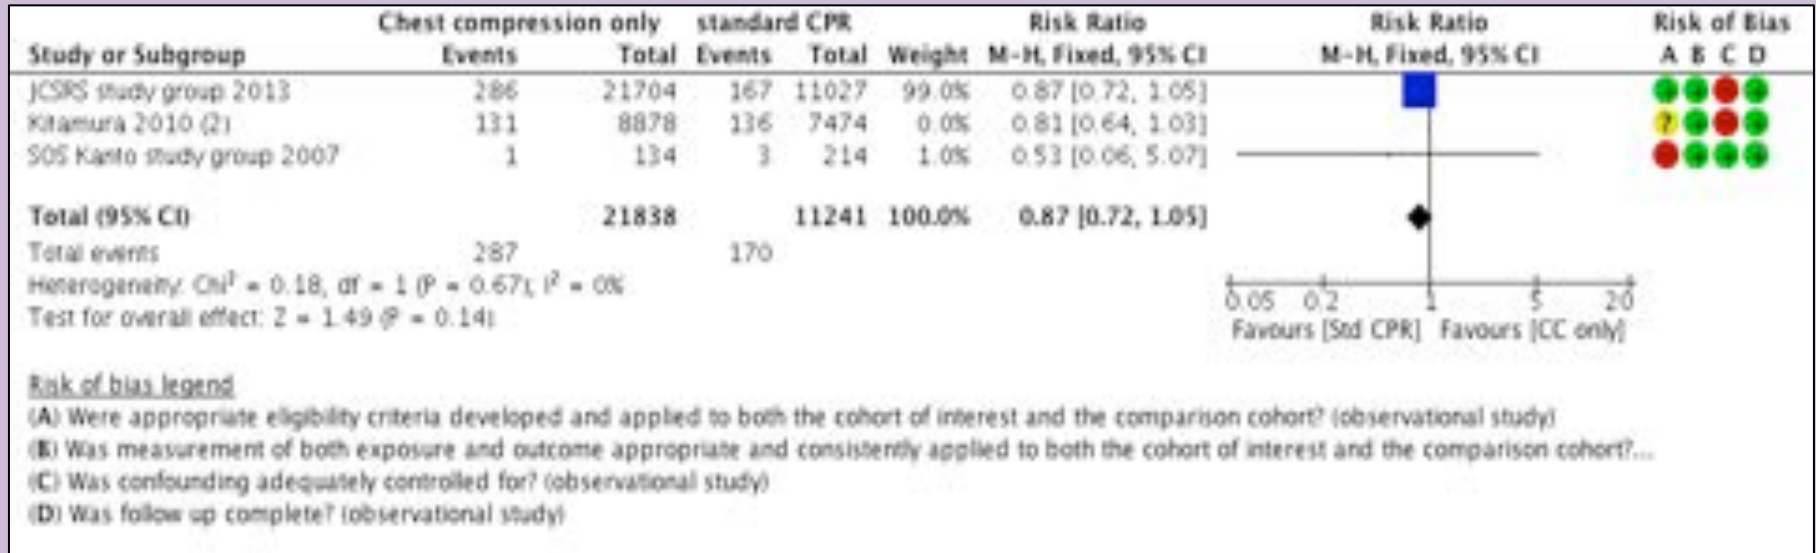 Chest compression only standard CPR Risk Ratio Risk Ratio Risk of Bias
Study or Subgroup Events Total Events Total Weight M-H, Fixed, 95% CI M-H, Fixed, 95% CI A B C D
JCSRS study group 2013 286 21704 167 11027 99.0% 0.87 [0.72, 1.05]
Kitamura 2010 (2) 131 8878 136 7474 0.0% 0.81 [0.64, 1.03] ?
SOS Kanto study group 2007 1 134 3 214 1.0% 0.53 [0.06, 5.07]
Total (95% CI) 21838 11241 100.0% 0.87 [0.72, 1.05]
Total events 287 170
Heterogeneity: Chi² = 0.18, df = 1 (P = 0.67); I² = 0%
Test for overall effect: Z = 1.49 (P = 0.14)
0.05 0.2 1 5 20
Favours [Std CPR] Favours [CC only]
Risk of bias legend
(A) Were appropriate eligibility criteria developed and applied to both the cohort of interest and the comparison cohort? (observational study)
(B) Was measurement of both exposure and outcome appropriate and consistently applied to both the cohort of interest and the comparison cohort?...
(C) Was confounding adequately controlled for? (observational study)
(D) Was follow up complete? (observational study)